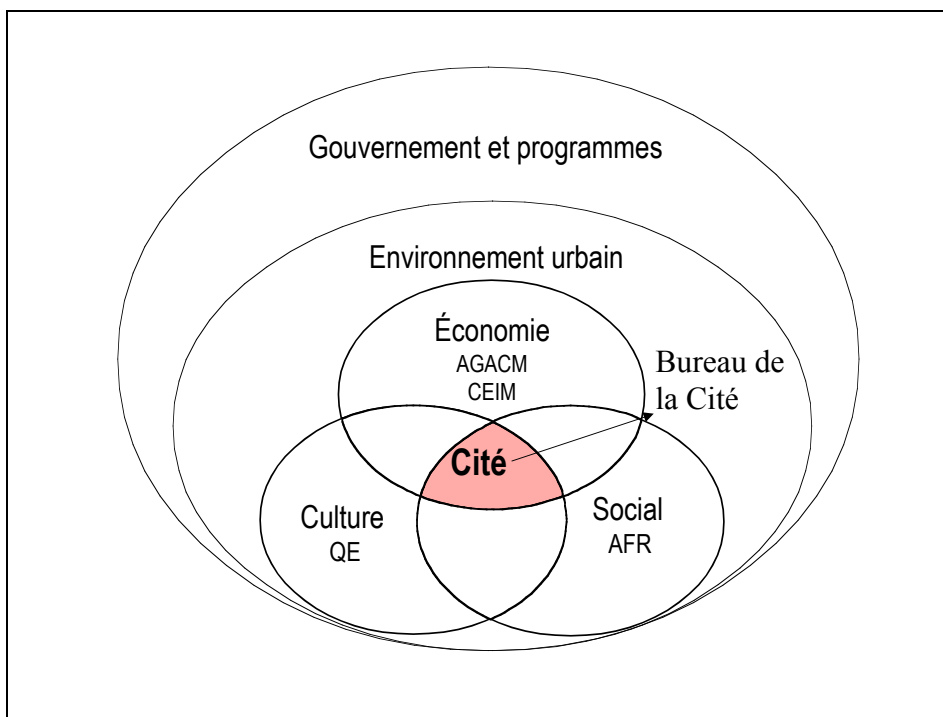 Gouvernement et programmes
Environnement urbain
Économie
AGACM
CEIM
Bureau de
la Cité
Cité
Culture
QE
Social
AFR